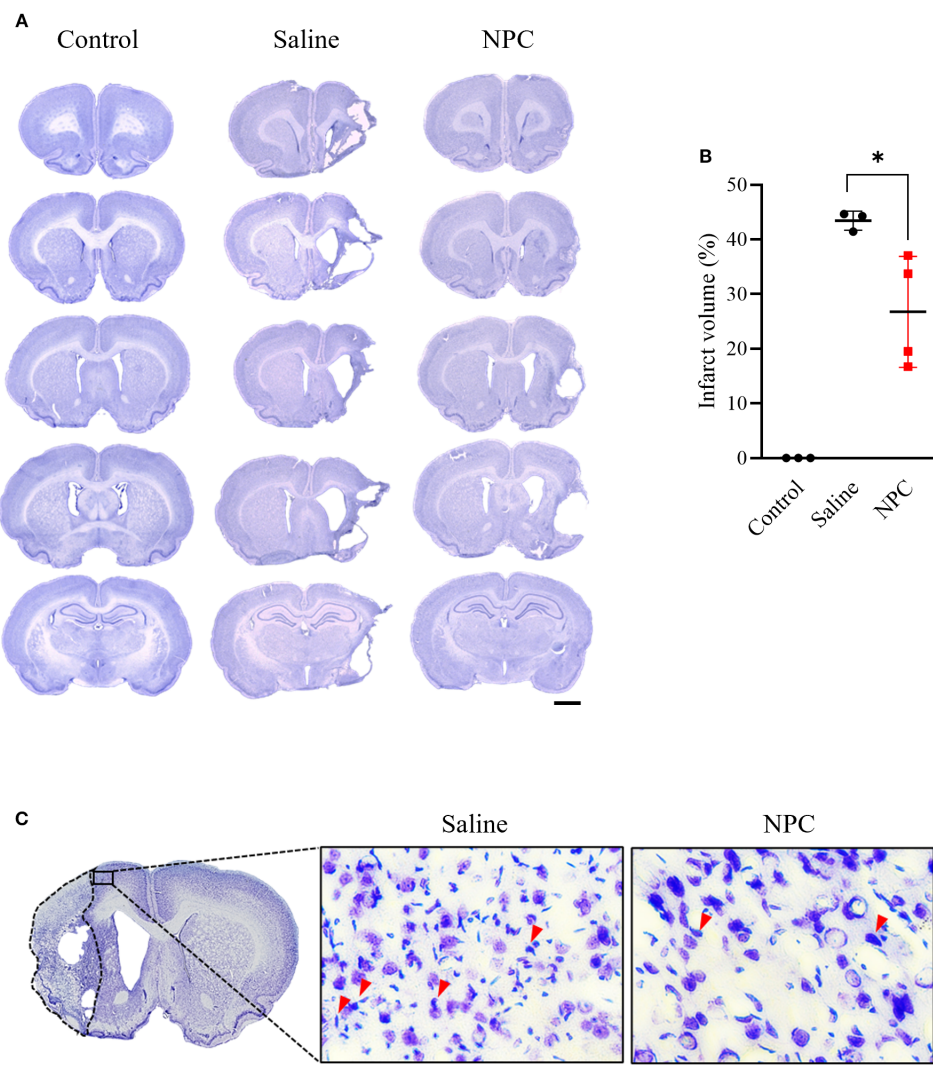 A
Control
Saline
NPC
B
*
Infarct volume (%)
50
40
30
20
10
0
Control
Saline
NPC
C
Saline
NPC